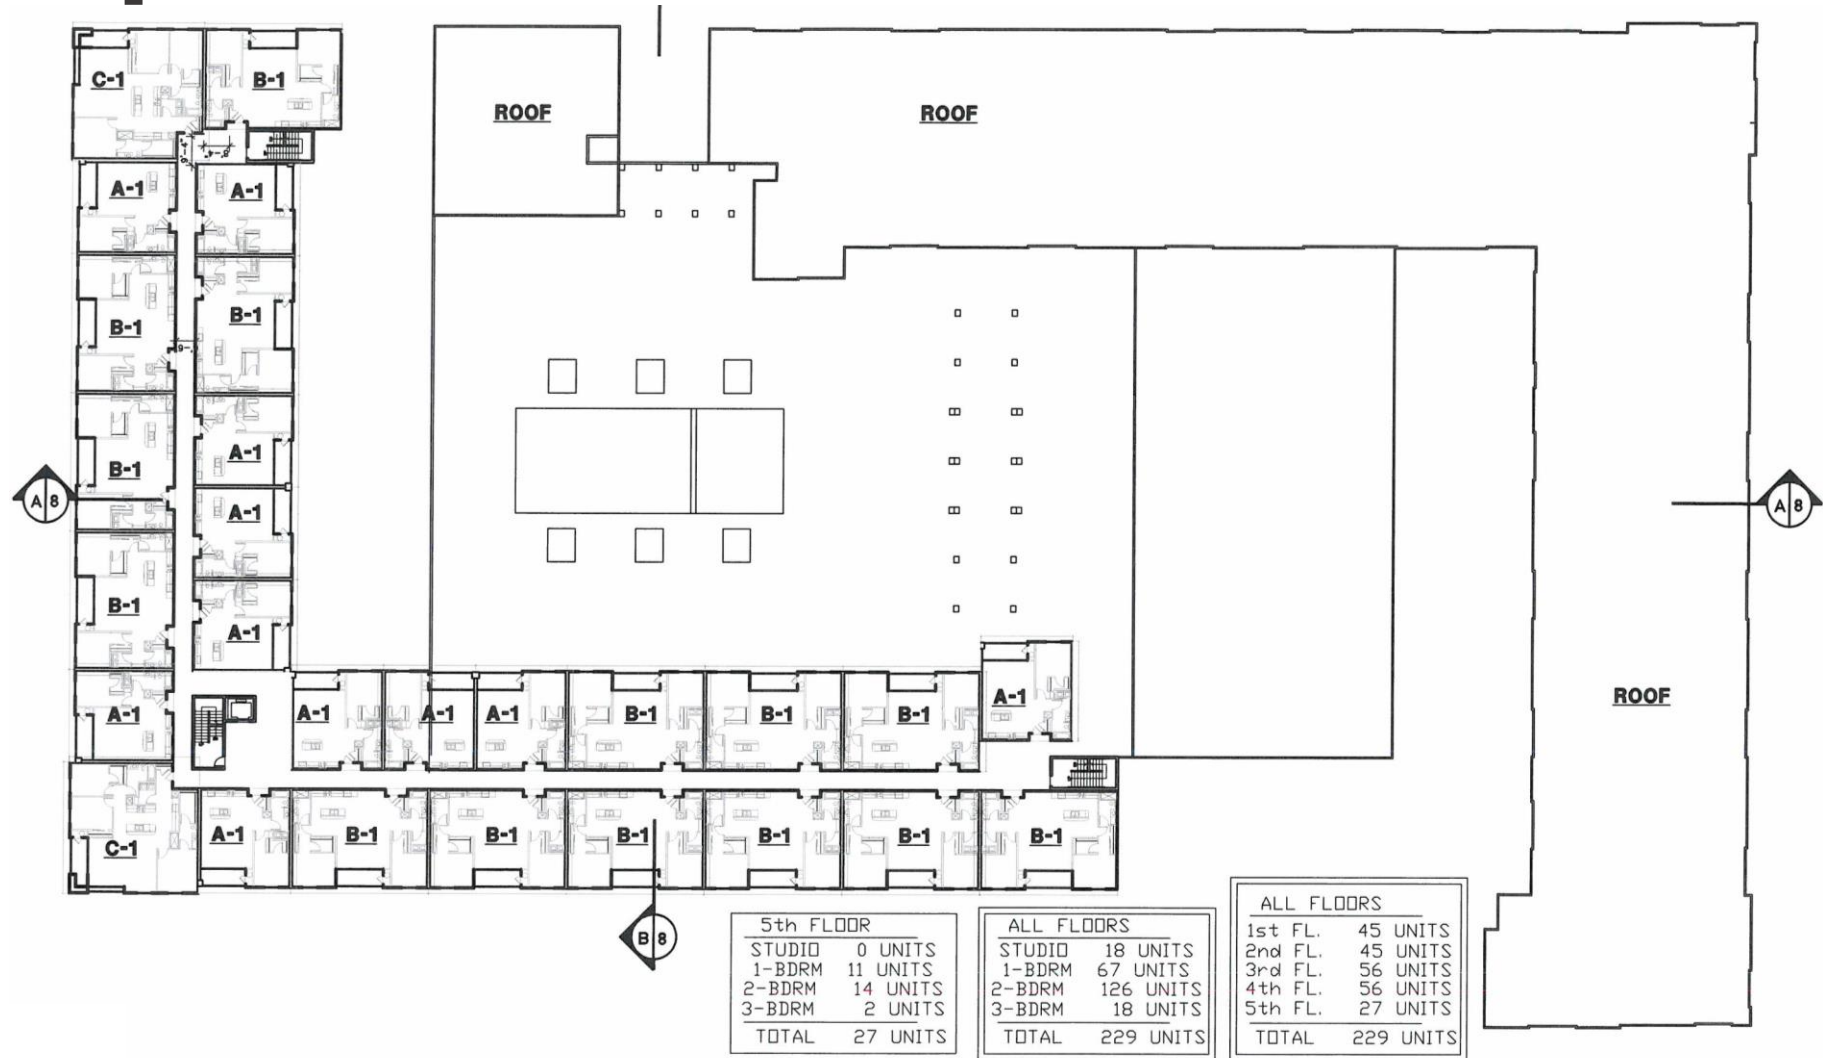 C-1
B-1
ROOF
ROOF
A-1
A-1
B-1
B-1
A-1
B-1
A-1
B-1
A-1
A-1
A-1
A-1
A-1
B-1
B-1
B-1
A-1
ROOF
C-1
A-1
B-1
B-1
B-1
B-1
B-1
B-1
A 8
A 8
B 8
5th FLOOR
STUDIO 0 UNITS
1-BDRM 11 UNITS
2-BDRM 14 UNITS
3-BDRM 2 UNITS
TOTAL 27 UNITS
ALL FLOORS
STUDIO 18 UNITS
1-BDRM 67 UNITS
2-BDRM 126 UNITS
3-BDRM 18 UNITS
TOTAL 229 UNITS
ALL FLOORS
1st FL. 45 UNITS
2nd FL. 45 UNITS
3rd FL. 56 UNITS
4th FL. 56 UNITS
5th FL. 27 UNITS
TOTAL 229 UNITS